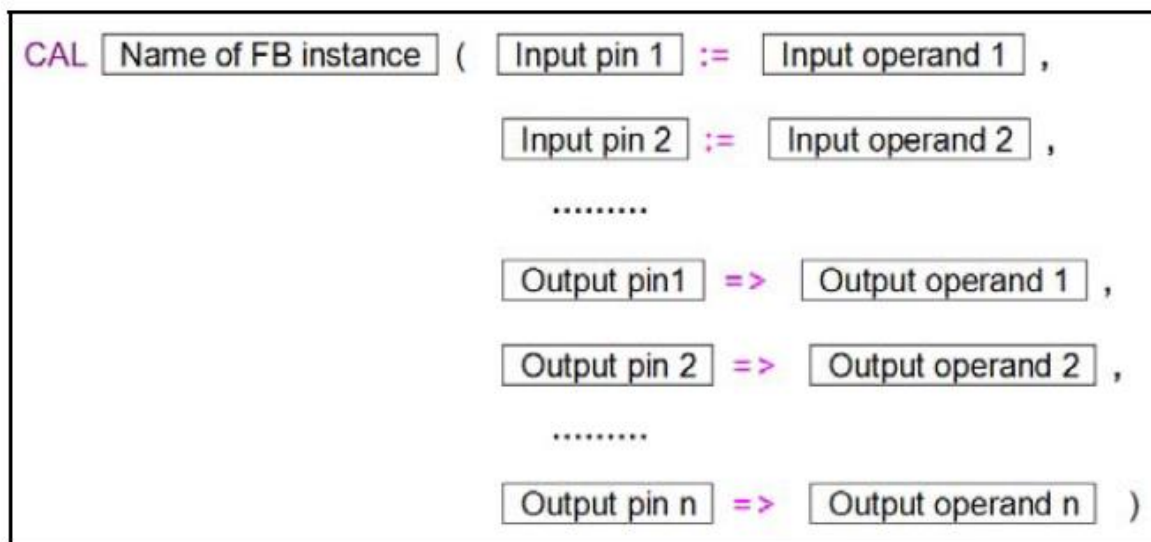 CAL Name of FB instance ( Input pin 1 := Input operand 1 ,
Input pin 2 := Input operand 2 ,
.........
Output pin1 => Output operand 1 ,
Output pin 2 => Output operand 2 ,
.........
Output pin n => Output operand n )